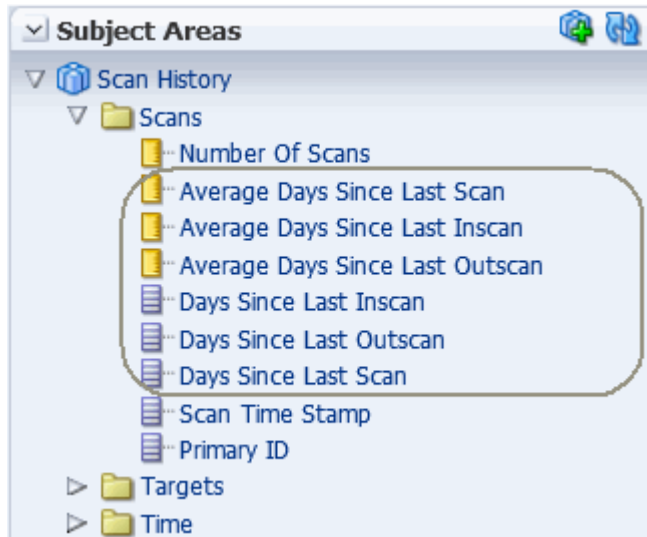 Subject Areas
Scan History
Scans
Number Of Scans
Average Days Since Last Scan
Average Days Since Last Inscan
Average Days Since Last Outscan
Days Since Last Inscan
Days Since Last Outscan
Days Since Last Scan
Scan Time Stamp
Primary ID
Targets
Time